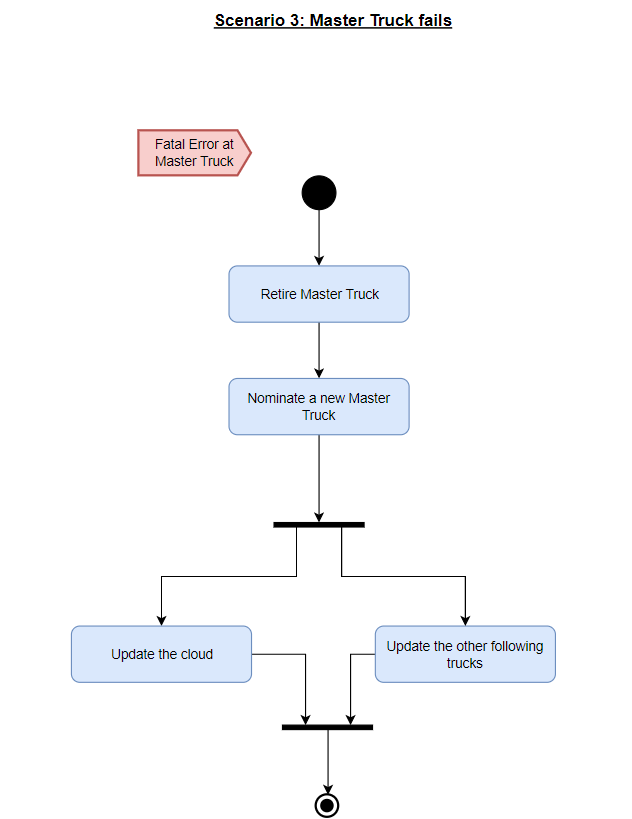 Scenario 3: Master Truck fails
Fatal Error at
Master Truck
Retire Master Truck
Nominate a new Master
Truck
Update the cloud
Update the other following
trucks